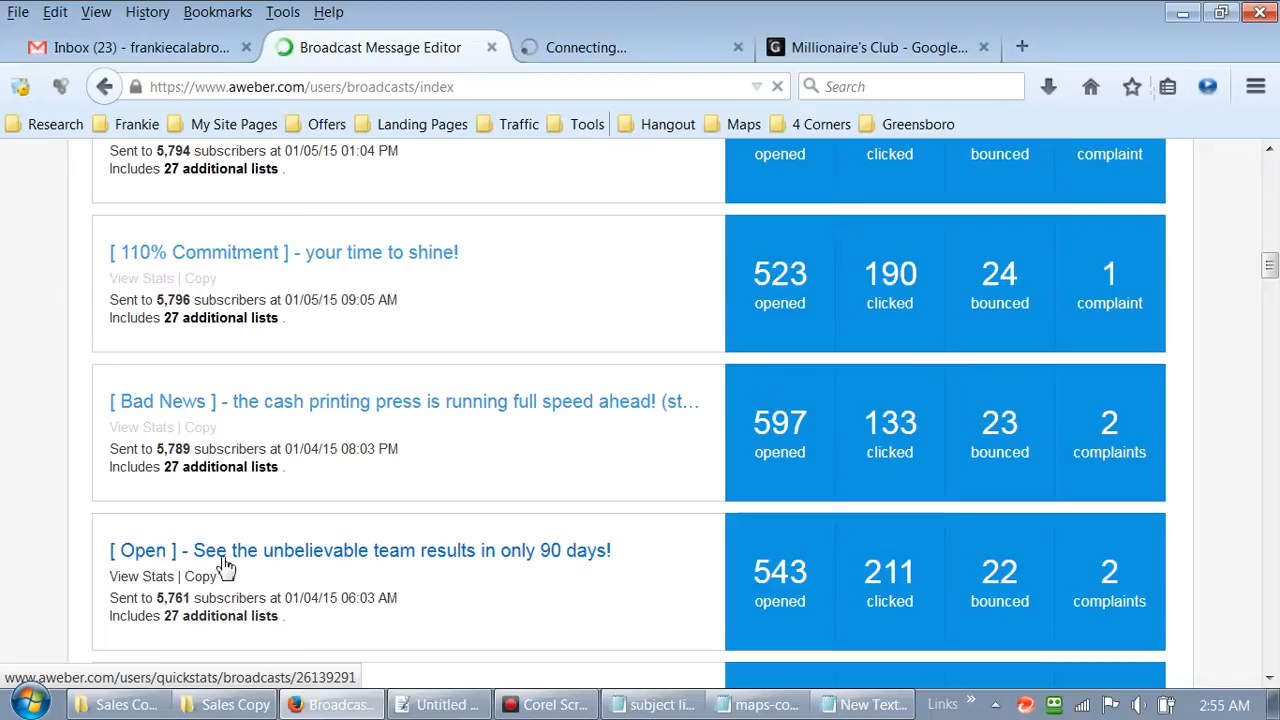 File Edit View History Bookmarks Tools Help
Inbox (23) - frankiecalabro... Broadcast Message Editor Connecting... G Millionaire's Club - Google...
https://www.aweber.com/users/broadcasts/index Search
Research Frankie My Site Pages Offers Landing Pages Traffic Tools Hangout Maps 4 Corners Greensboro
Sent to 5,794 subscribers at 01/05/15 01:04 PM
Includes 27 additional lists .
opened clicked bounced complaint
[ 110% Commitment ] - your time to shine!
View Stats | Copy
Sent to 5,796 subscribers at 01/05/15 09:05 AM
Includes 27 additional lists .
523 190 24 1
opened clicked bounced complaint
[ Bad News ] - the cash printing press is running full speed ahead! (st...
View Stats | Copy
Sent to 5,789 subscribers at 01/04/15 08:03 PM
Includes 27 additional lists .
597 133 23 2
opened clicked bounced complaints
[ Open ] - See the unbelievable team results in only 90 days!
View Stats | Copy
Sent to 5,761 subscribers at 01/04/15 06:03 AM
Includes 27 additional lists .
543 211 22 2
opened clicked bounced complaints
www.aweber.com/users/quickstats/broadcasts/26139291
Sales Co... Sales Copy Broadcas... Untitled ... Corel Scr... subject li... maps-co... New Text... Links » 2:55 AM